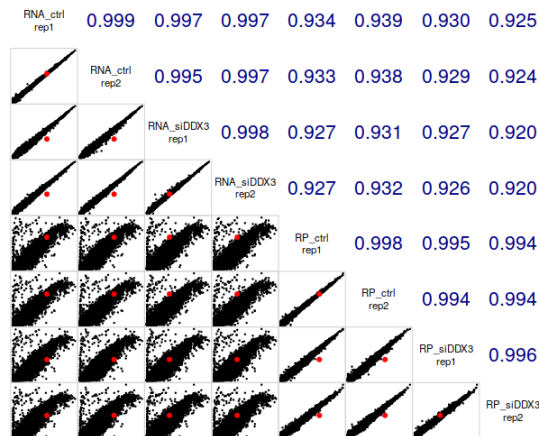 RNA_ctrl
rep1
0.999 0.997 0.997 0.934 0.939 0.930 0.925
RNA_ctrl
rep2
0.995 0.997 0.933 0.938 0.929 0.924
RNA_siDDX3
rep1
0.998 0.927 0.931 0.927 0.920
RNA_siDDX3
rep2
0.927 0.932 0.926 0.920
RP_ctrl
rep1
0.998 0.995 0.994
RP_ctrl
rep2
0.994 0.994
RP_siDDX3
rep1
0.996
RP_siDDX3
rep2